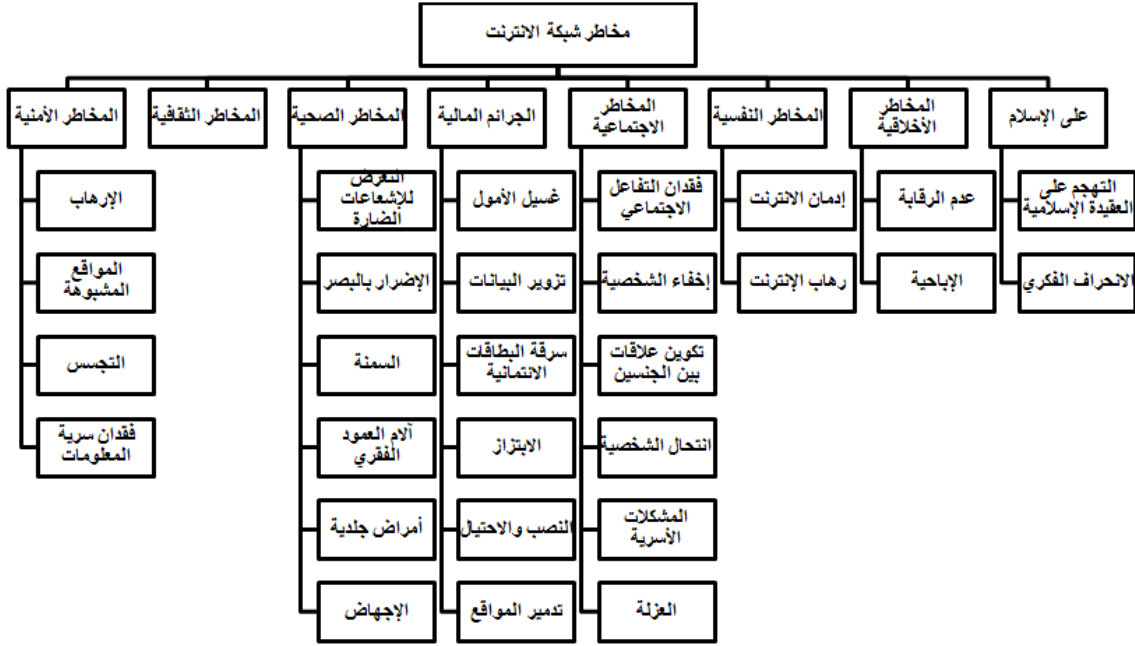 مخاطر شبكة الانترنت
على الإسلام
المخاطر
الأخلاقية
المخاطر النفسية
المخاطر
الاجتماعية
الجرائم المالية
المخاطر الصحية
المخاطر الثقافية
المخاطر الأمنية
التهجم على
العقيدة الإسلامية
الانحراف الفكري
عدم الرقابة
الإباحية
إدمان الانترنت
رهاب الإنترنت
فقدان التفاعل
الاجتماعي
إخفاء الشخصية
تكوين علاقات
بين الجنسين
انتحال الشخصية
المشكلات
الأسرية
العزلة
غسيل الأمول
تزوير البيانات
سرقة البطاقات
الانتمانية
الابتزاز
النصب والاحتيال
تدمير المواقع
التعرض
للإشعاعات
الضارة
الإضرار بالبصر
السمنة
آلام العمود
الفقري
أمراض جلدية
الإجهاض
الإرهاب
المواقع
المشبوهة
التجسس
فقدان سرية
المعلومات